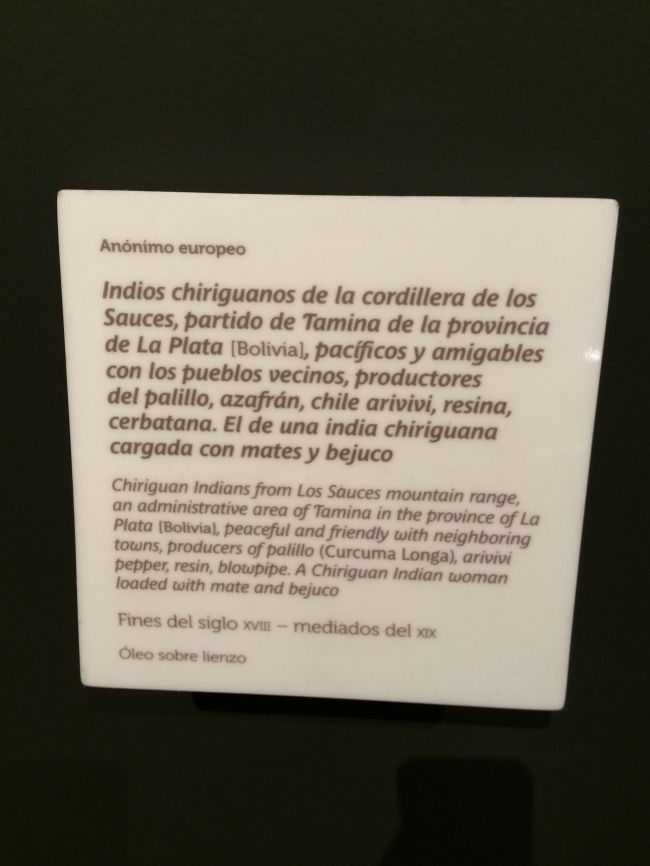 Anónimo europeo
Indios chiriguanos de la cordillera de los
Sauces, partido de Tamina de la provincia
de La Plata [Bolivia], pacíficos y amigables
con los pueblos vecinos, productores
del palillo, azafrán, chile arivivi, resina,
cerbatana. El de una india chiriguana
cargada con mates y bejuco
Chiriguan Indians from Los Sauces mountain range,
an administrative area of Tamina in the province of La
Plata [Bolivia], peaceful and friendly with neighboring
towns, producers of palillo (Curcuma Longa), arivivi
pepper, resin, blowpipe. A Chiriguan Indian woman
loaded with mate and bejuco
Fines del siglo XVIII – mediados del XIX
Óleo sobre lienzo